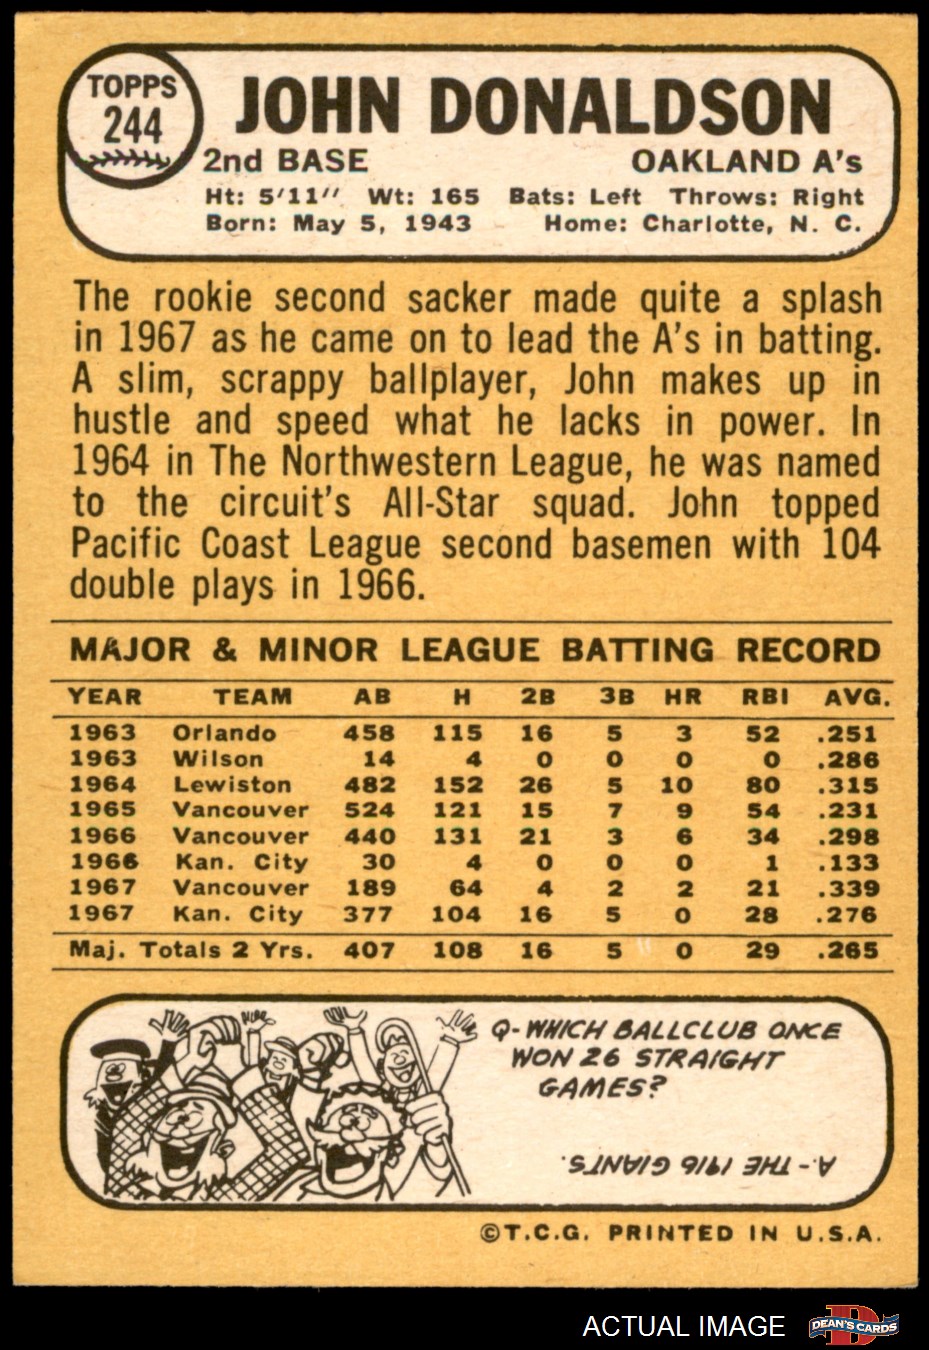 TOPPS
244
JOHN DONALDSON
2nd BASE OAKLAND A's
Ht: 5'11'' Wt: 165 Bats: Left Throws: Right
Born: May 5, 1943 Home: Charlotte, N. C.
The rookie second sacker made quite a splash
in 1967 as he came on to lead the A's in batting.
A slim, scrappy ballplayer, John makes up in
hustle and speed what he lacks in power. In
1964 in The Northwestern League, he was named
to the circuit's All-Star squad. John topped
Pacific Coast League second basemen with 104
double plays in 1966.
MAJOR & MINOR LEAGUE BATTING RECORD
YEAR TEAM AB H 2B 3B HR RBI AVG.
1963 Orlando 458 115 16 5 3 52 .251
1963 Wilson 14 4 0 0 0 0 .286
1964 Lewiston 482 152 26 5 10 80 .315
1965 Vancouver 524 121 15 7 9 54 .231
1966 Vancouver 440 131 21 3 6 34 .298
1966 Kan. City 30 4 0 0 0 1 .133
1967 Vancouver 189 64 4 2 2 21 .339
1967 Kan. City 377 104 16 5 0 28 .276
Maj. Totals 2 Yrs. 407 108 16 5 0 29 .265
Q-WHICH BALLCLUB ONCE
WON 26 STRAIGHT
GAMES?
A.-THE 1916 GIANTS.
©T.C.G. PRINTED IN U.S.A.
ACTUAL IMAGE
DEAN'S CARDS